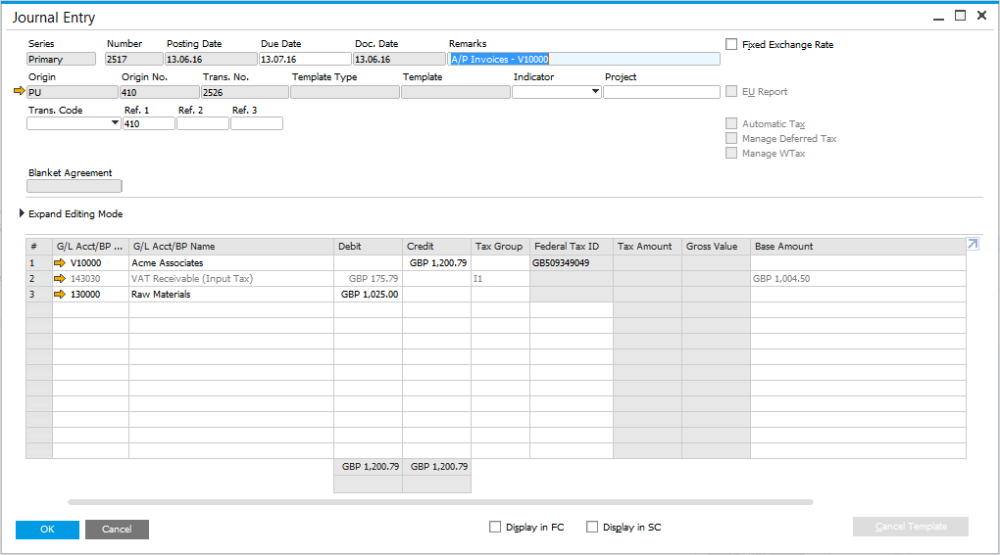 Journal Entry
Series Number Posting Date Due Date Doc. Date Remarks
Primary 2517 13.06.16 13.07.16 13.06.16 A/P Invoices - V10000
Fixed Exchange Rate
Origin Origin No. Trans. No. Template Type Template Indicator Project
PU 410 2526
EU Report
Trans. Code Ref. 1 Ref. 2 Ref. 3
410
Automatic Tax
Manage Deferred Tax
Manage WTax
Blanket Agreement
Expand Editing Mode
# G/L Acct/BP ... G/L Acct/BP Name Debit Credit Tax Group Federal Tax ID Tax Amount Gross Value Base Amount
1 V10000 Acme Associates GBP 1,200.79 GB509349049
2 143030 VAT Receivable (Input Tax) GBP 175.79 I1 GBP 1,004.50
3 130000 Raw Materials GBP 1,025.00
GBP 1,200.79 GBP 1,200.79
OK Cancel Display in FC Display in SC Cancel Template